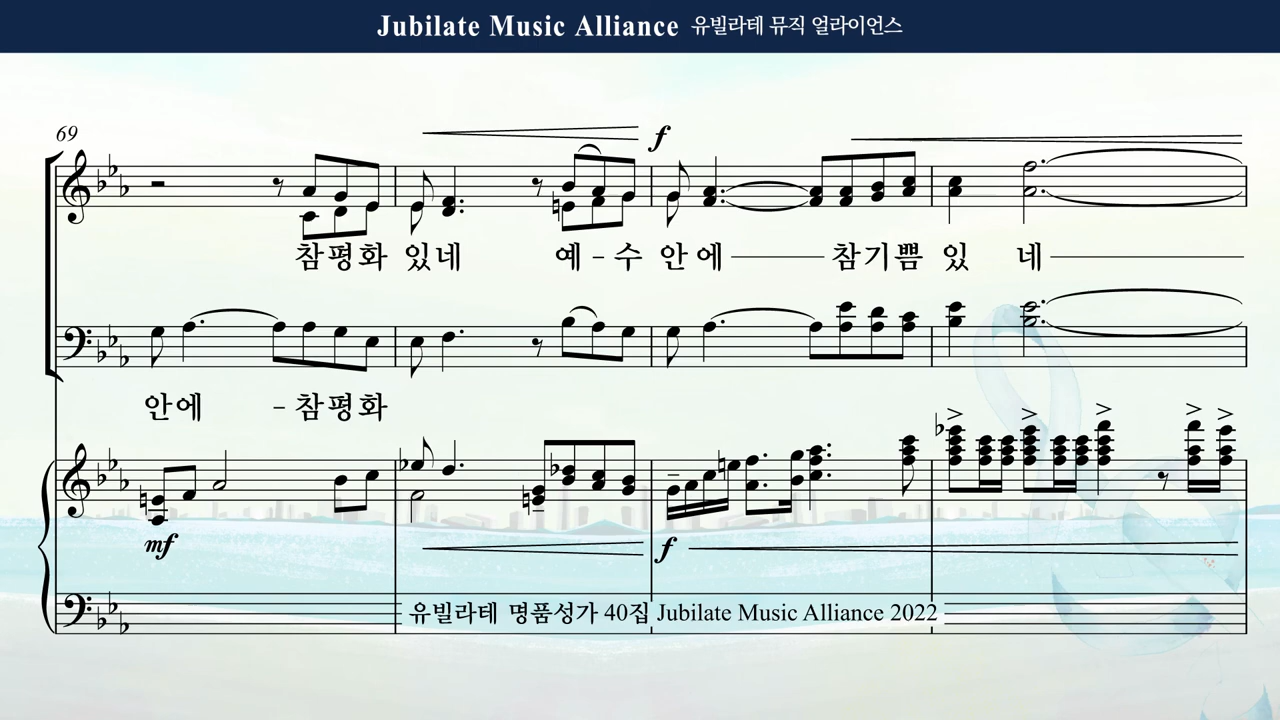 Jubilate Music Alliance 유빌라테 뮤직 얼라이언스
69
f
참평화 있네 예 - 수 안에 참기쁨 있 네
안에 - 참평화
mf f
유빌라테 명품성가 40집 Jubilate Music Alliance 2022